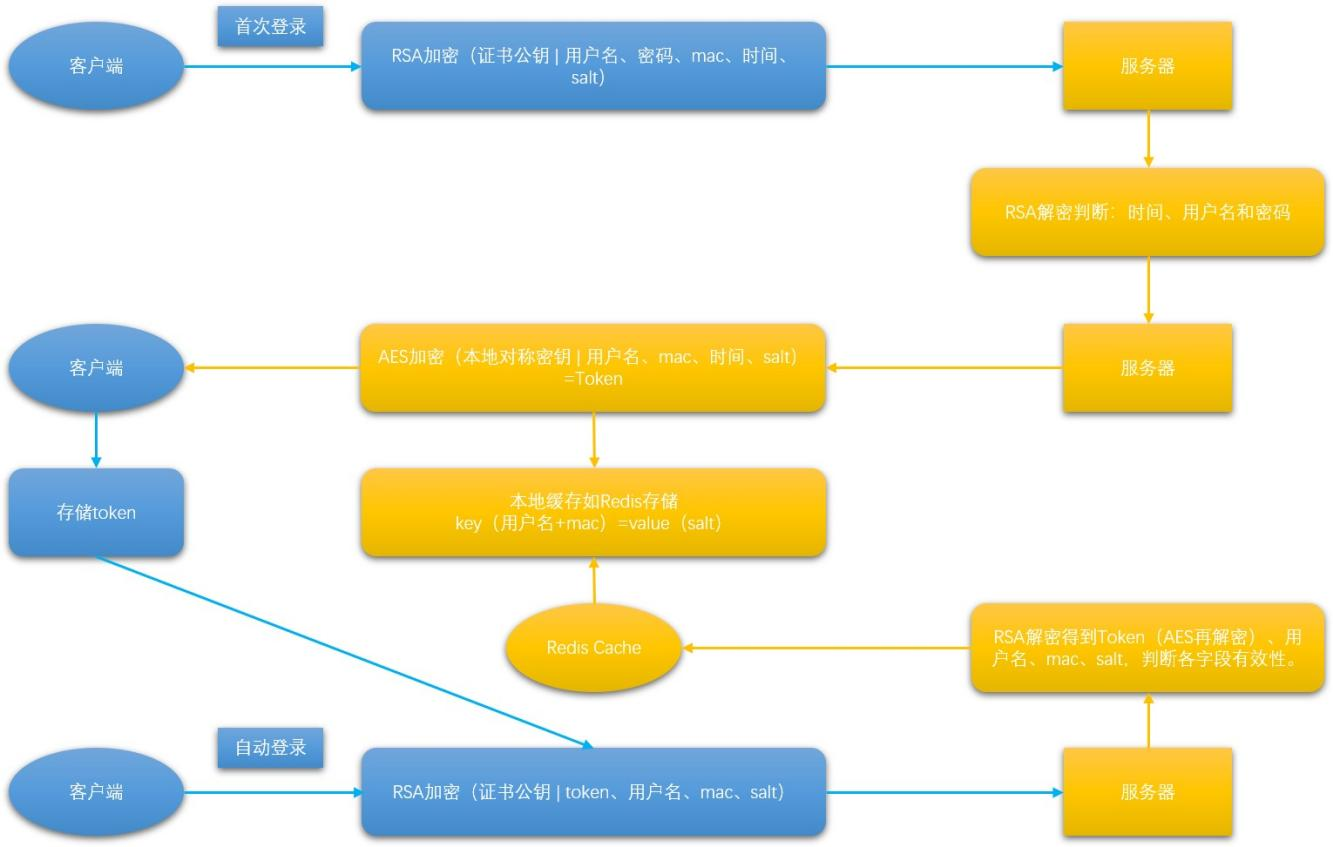 首次登录
客户端
RSA加密（证书公钥 | 用户名、密码、mac、时间、
salt）
服务器
RSA解密判断：时间、用户名和密码
客户端
AES加密（本地对称密钥 | 用户名、mac、时间、salt）
=Token
服务器
存储token
本地缓存如Redis存储
key（用户名+mac）=value（salt）
Redis Cache
RSA解密得到Token（AES再解密）、用
户名、mac、salt，判断各字段有效性。
自动登录
客户端
RSA加密（证书公钥 | token、用户名、mac、salt）
服务器